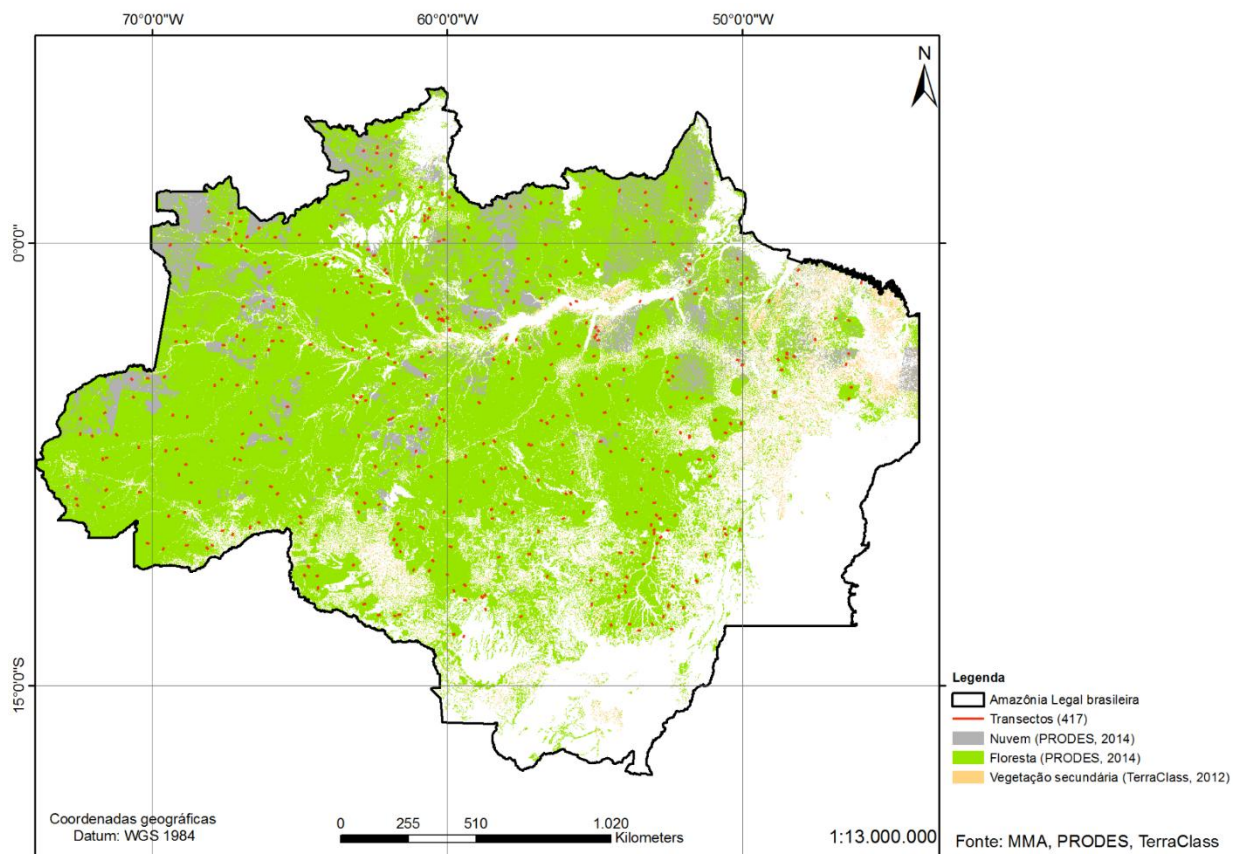 70°0'0"W
60°0'0"W
50°0'0"W
N
0°0'0"
15°0'0"S
Legenda
Amazônia Legal brasileira
Transectos (417)
Nuvem (PRODES, 2014)
Floresta (PRODES, 2014)
Vegetação secundária (TerraClass, 2012)
Coordenadas geográficas
Datum: WGS 1984
0 255 510 1.020
Kilometers
1:13.000.000
Fonte: MMA, PRODES, TerraClass